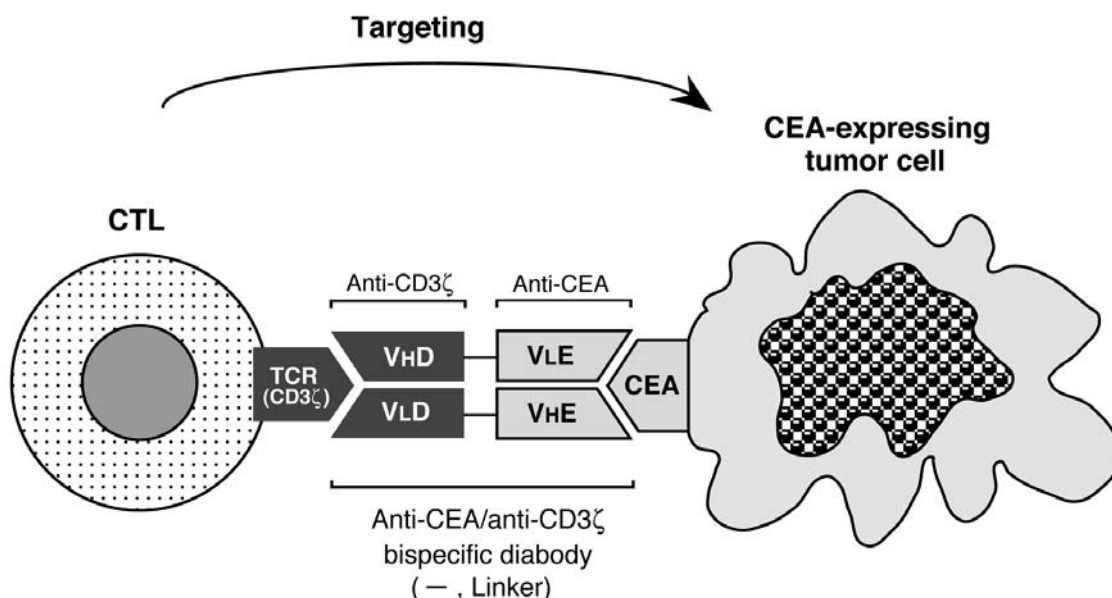 Targeting
CEA-expressing
tumor cell
CTL
Anti-CD3ζ
Anti-CEA
TCR
(CD3ζ)
VHD
VLE
VLD
VHE
CEA
Anti-CEA/anti-CD3ζ
bispecific diabody
( — , Linker)